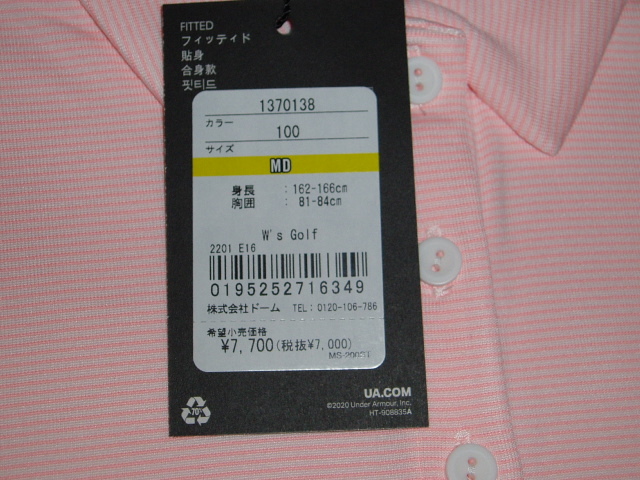 FITTED
フィッティド
貼身
合身款
핏티드
1370138
カラー
100
サイズ
MD
身長 : 162-166cm
胸囲 : 81-84cm
W's Golf
2201 E16
0195252716349
株式会社ドーム TEL: 0120-106-786
希望小売価格
¥7,700(税抜¥7,000)
UA.COM
©2020 Under Armour, Inc.
HT-908835A
70